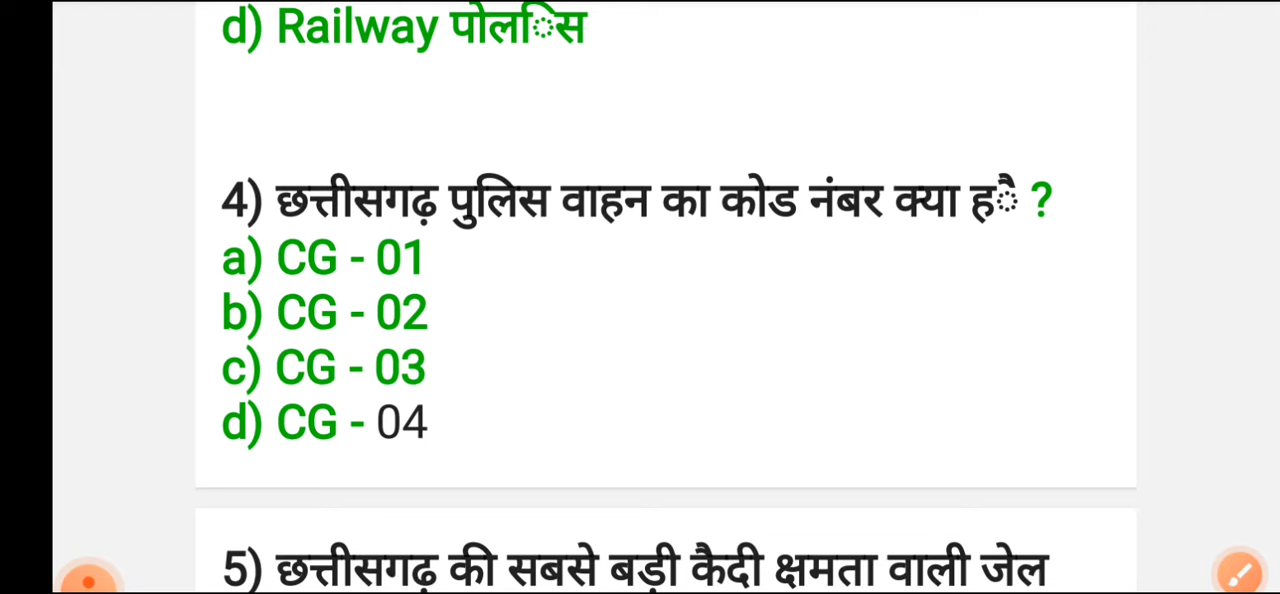 d) Railway पोलिस
4) छत्तीसगढ़ पुलिस वाहन का कोड नंबर क्या है ?
a) CG - 01
b) CG - 02
c) CG - 03
d) CG - 04
5) छत्तीसगढ़ की सबसे बड़ी कैदी क्षमता वाली जेल